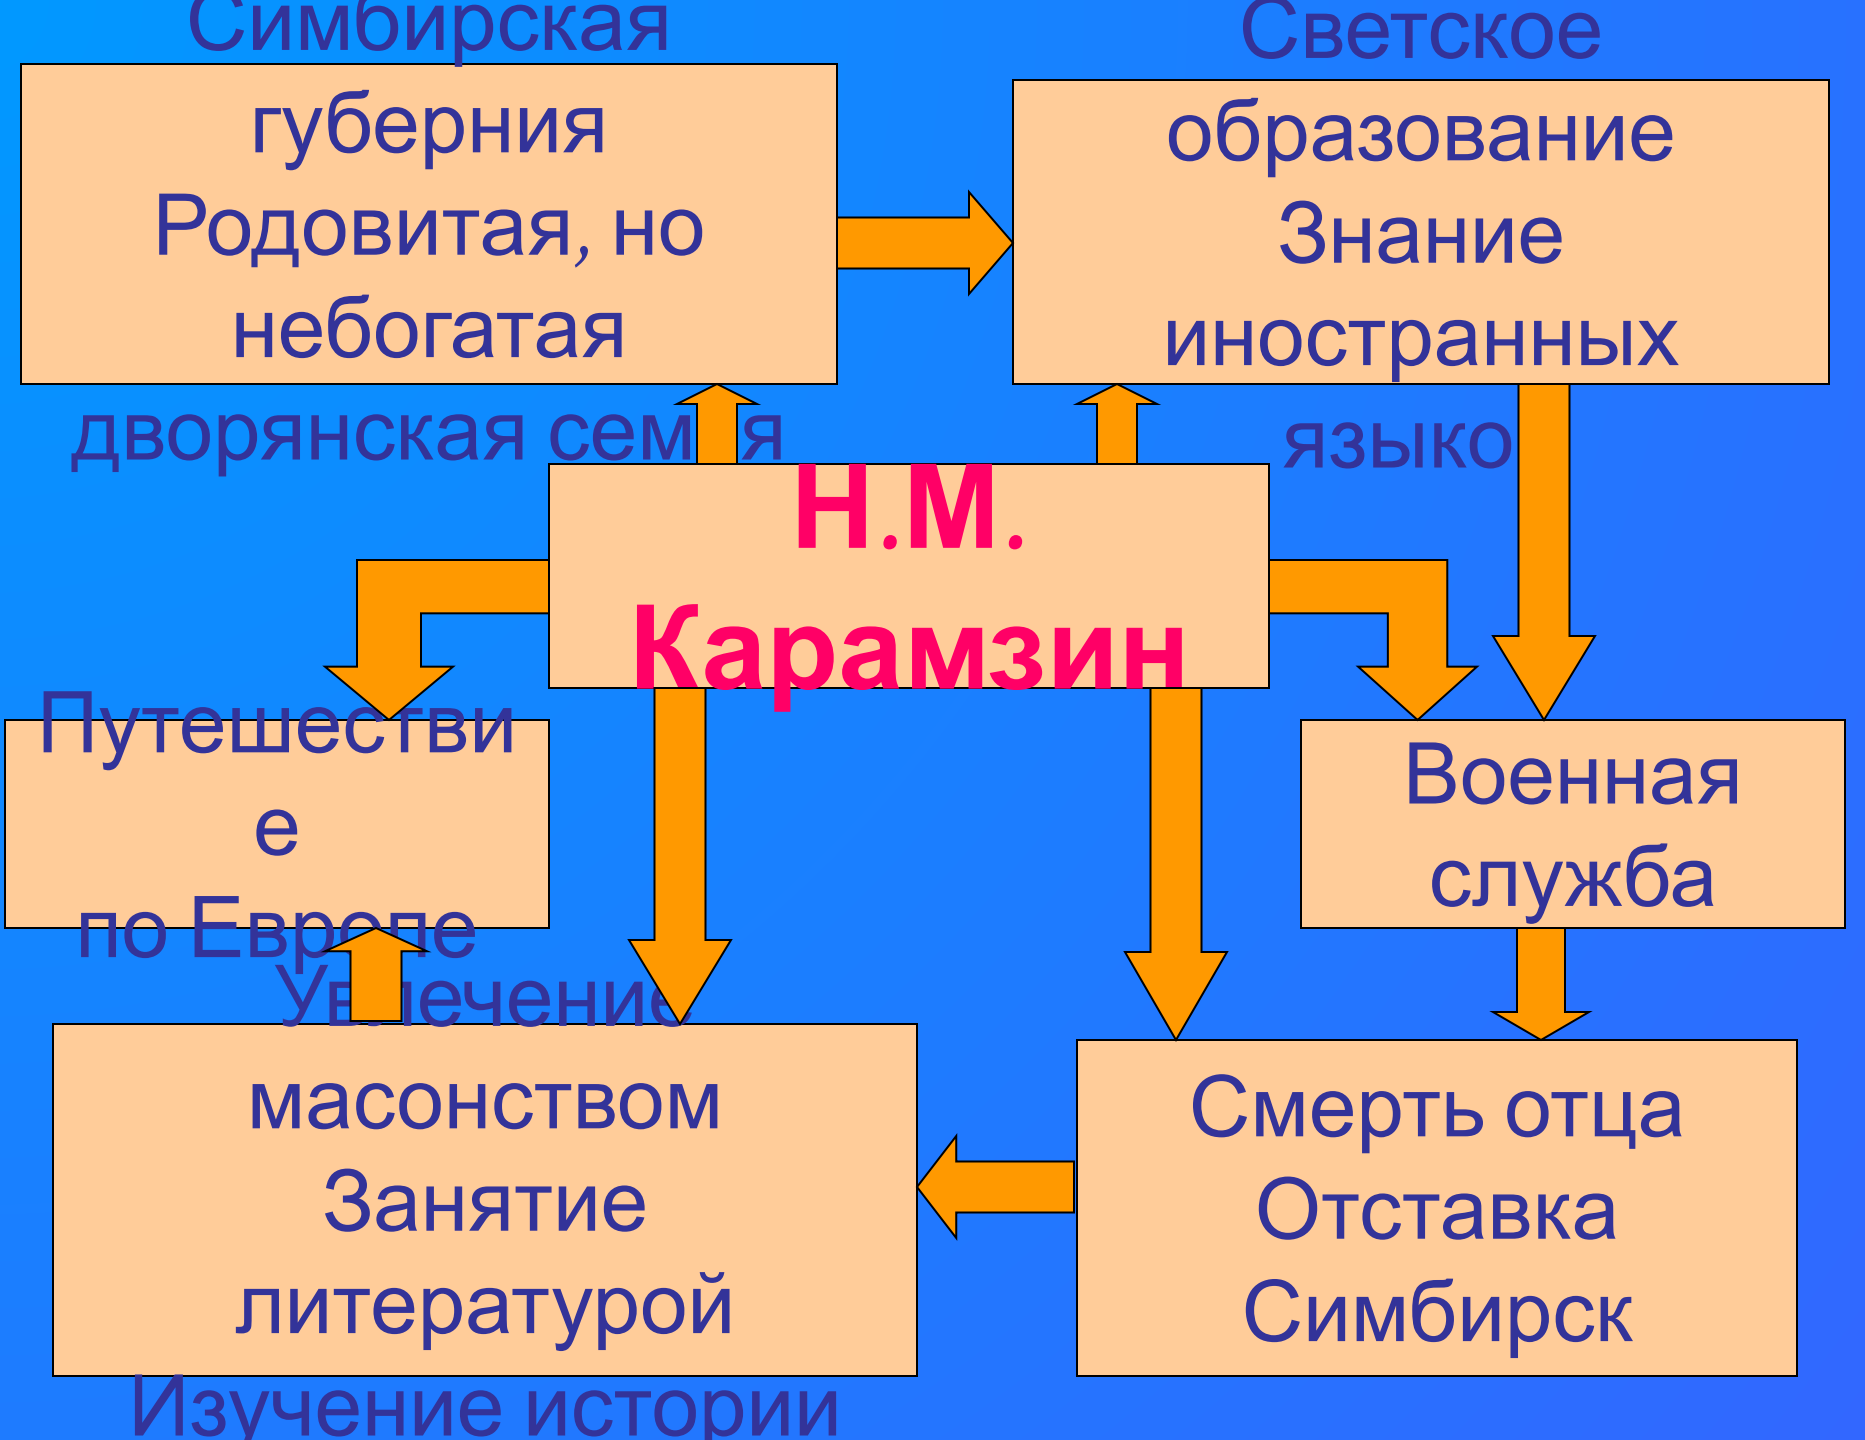 Симбирская
губерния
Родовитая, но
небогатая
дворянская семья
Светское
образование
Знание
иностранных
языко
Н.М.
Карамзин
Путешестви
е
по Европе
Военная
служба
Увлечение
масонством
Занятие
литературой
Изучение истории
Смерть отца
Отставка
Симбирск